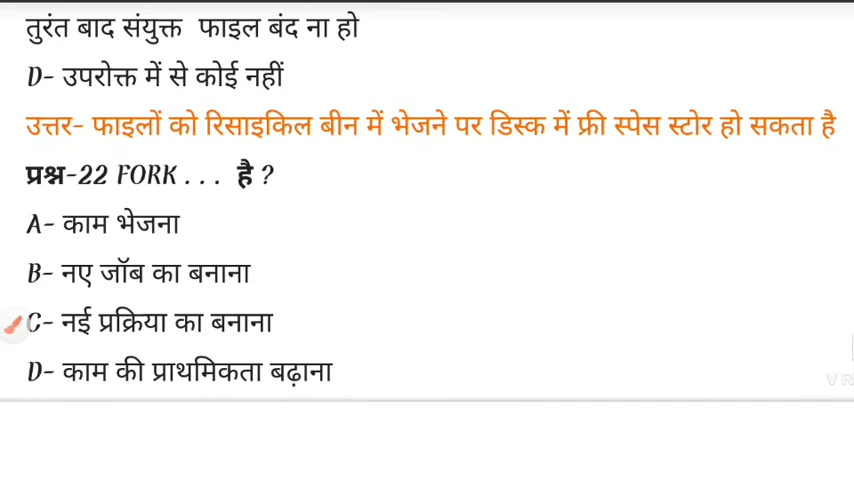 तुरंत बाद संयुक्त फाइल बंद ना हो
D- उपरोक्त में से कोई नहीं
उत्तर- फाइलों को रिसाइकिल बीन में भेजने पर डिस्क में फ्री स्पेस स्टोर हो सकता है
प्रश्न-22 FORK . . . है ?
A- काम भेजना
B- नए जॉब का बनाना
C- नई प्रक्रिया का बनाना
D- काम की प्राथमिकता बढ़ाना